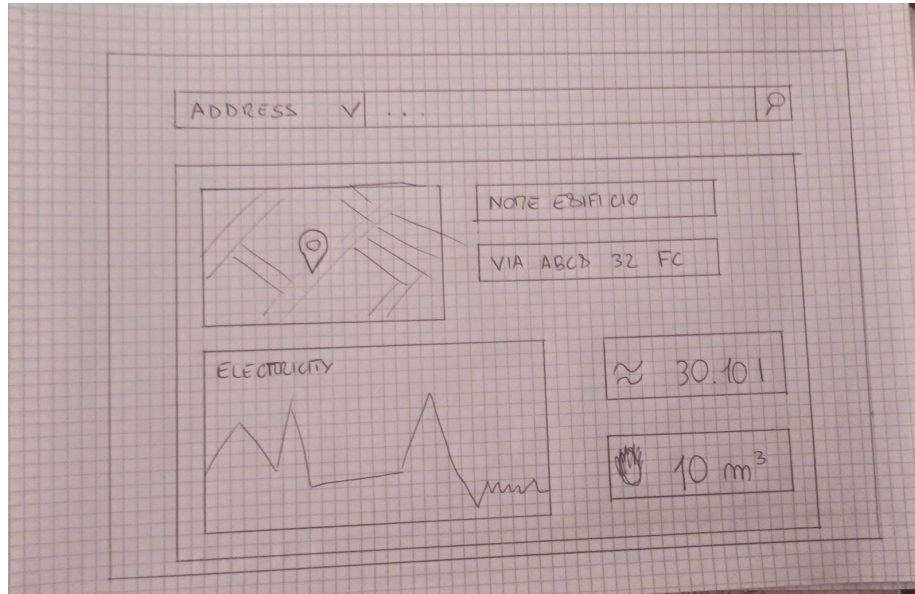 ADDRESS V ...
NOME EDIFICIO
VIA ABCD 32 FC
ELECTRICITY
≈ 30.10 l
10 m³